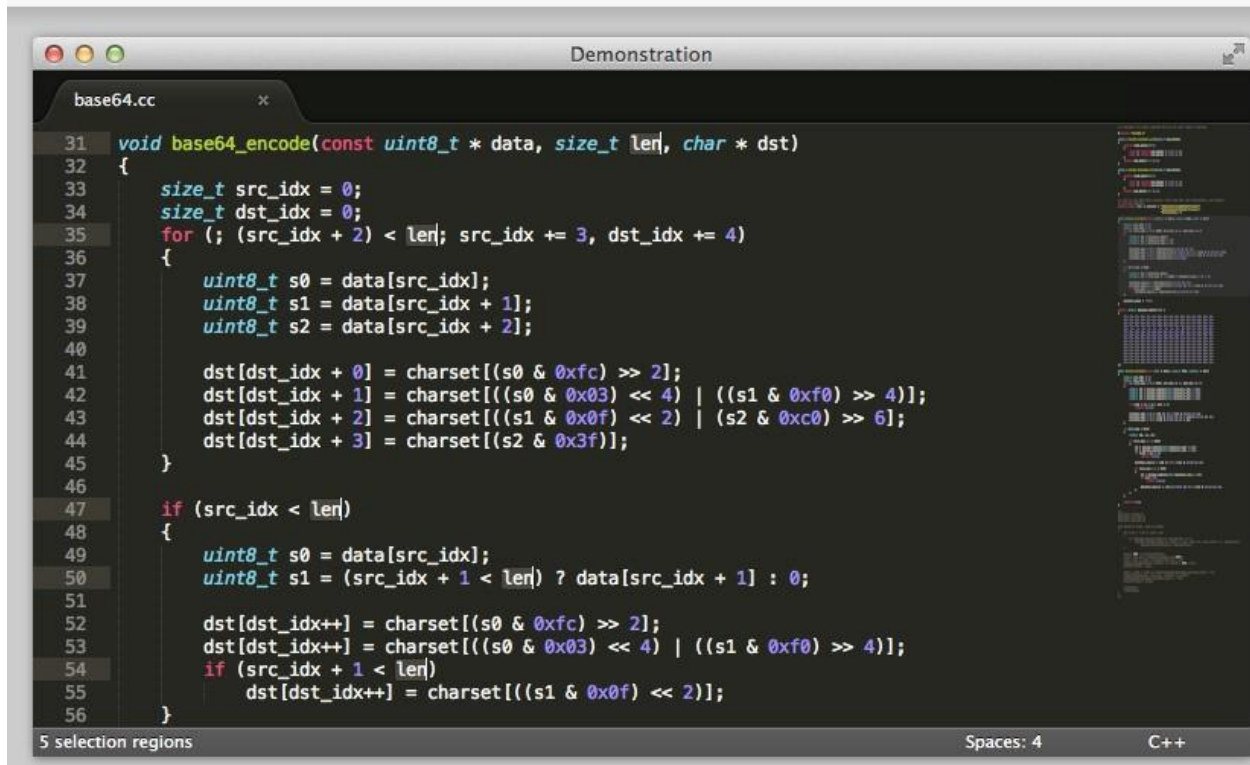 Demonstration
base64.cc ×
31 void base64_encode(const uint8_t * data, size_t len, char * dst)
32 {
33     size_t src_idx = 0;
34     size_t dst_idx = 0;
35     for (; (src_idx + 2) < len; src_idx += 3, dst_idx += 4)
36     {
37         uint8_t s0 = data[src_idx];
38         uint8_t s1 = data[src_idx + 1];
39         uint8_t s2 = data[src_idx + 2];
40
41         dst[dst_idx + 0] = charset[(s0 & 0xfc) >> 2];
42         dst[dst_idx + 1] = charset[((s0 & 0x03) << 4) | ((s1 & 0xf0) >> 4)];
43         dst[dst_idx + 2] = charset[((s1 & 0x0f) << 2) | (s2 & 0xc0) >> 6];
44         dst[dst_idx + 3] = charset[(s2 & 0x3f)];
45     }
46
47     if (src_idx < len)
48     {
49         uint8_t s0 = data[src_idx];
50         uint8_t s1 = (src_idx + 1 < len) ? data[src_idx + 1] : 0;
51
52         dst[dst_idx++] = charset[(s0 & 0xfc) >> 2];
53         dst[dst_idx++] = charset[((s0 & 0x03) << 4) | ((s1 & 0xf0) >> 4)];
54         if (src_idx + 1 < len)
55             dst[dst_idx++] = charset[((s1 & 0x0f) << 2)];
56     }
5 selection regions Spaces: 4 C++